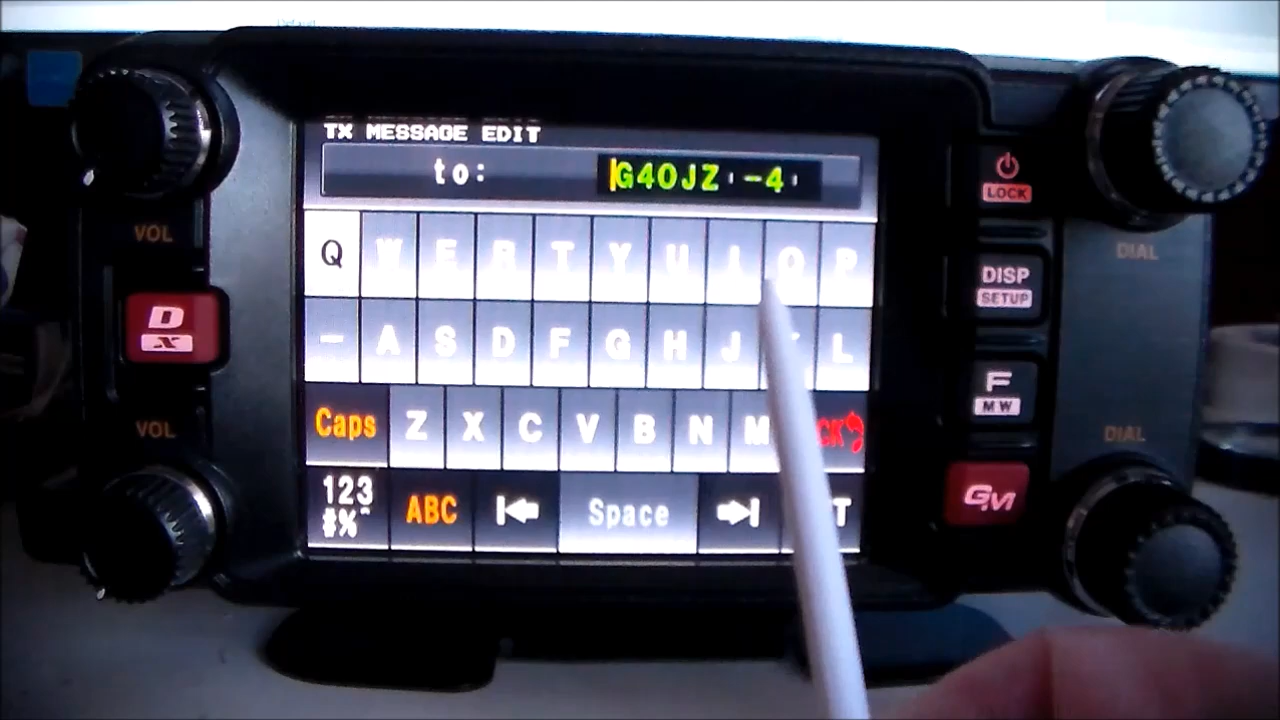 TX MESSAGE EDIT
to: G4OJZ -4
Q W E R T Y U I O P
- A S D F G H J L
Caps Z X C V B N M
123 #%^ ABC Space
VOL
D
X
VOL
LOCK
DISP
SETUP
F
MW
GM
DIAL
DIAL